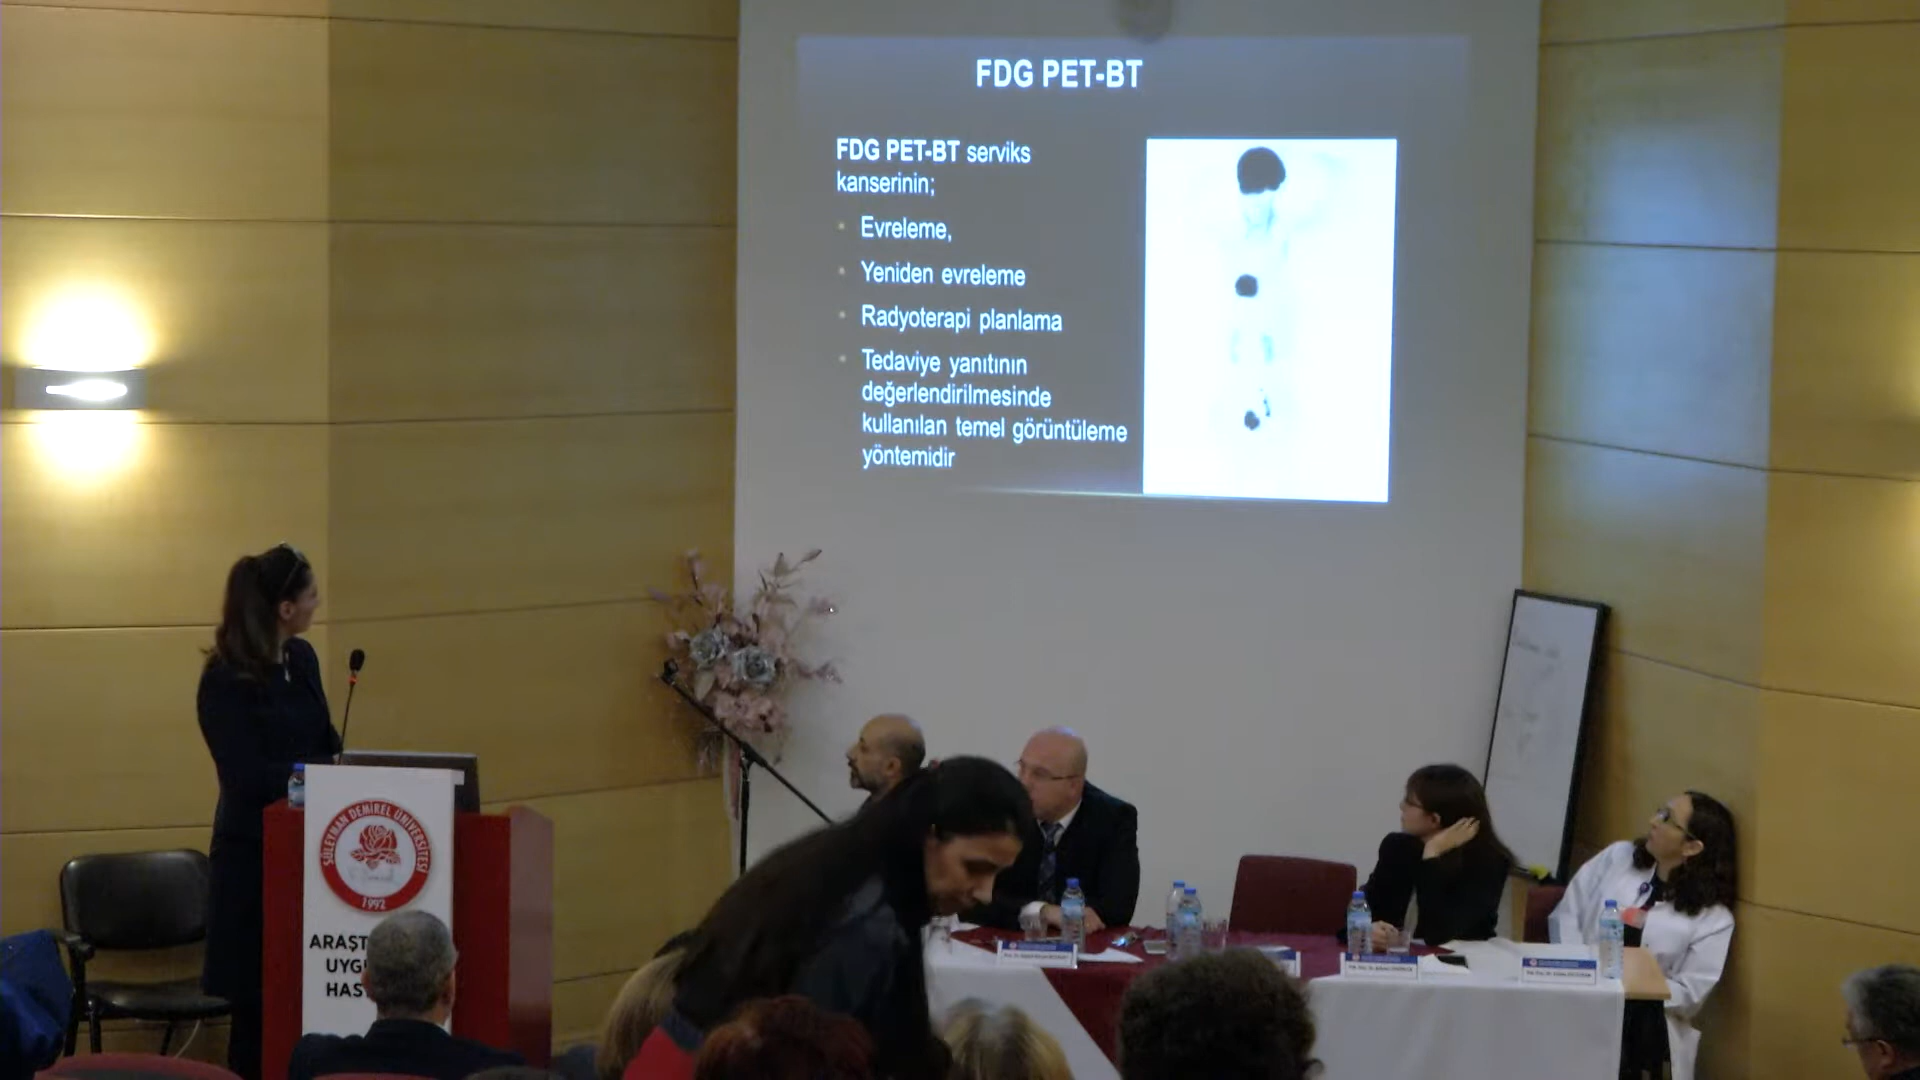 FDG PET-BT
FDG PET-BT serviks
kanserinin;
Evreleme,
Yeniden evreleme
Radyoterapi planlama
Tedaviye yanıtının
değerlendirilmesinde
kullanılan temel görüntüleme
yöntemidir
SÜLEYMAN DEMİREL ÜNİVERSİTESİ
1992
ARAŞT
UYG
HAST